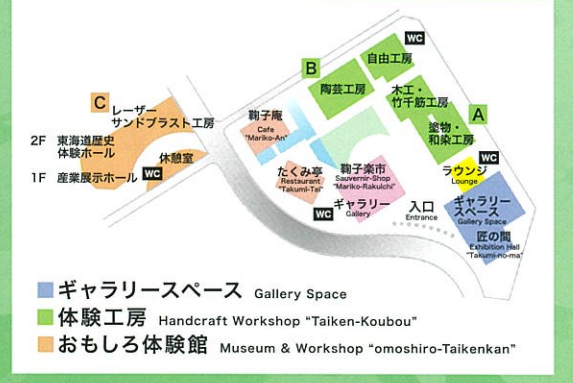 WC
自由工房
B
陶芸工房
木工・
竹千筋工房
A
塗物・
和染工房
C
レーザー
サンドブラスト工房
2F 東海道歴史
体験ホール
休憩室
1F 産業展示ホール WC
鞠子庵
Cafe
"Mariko-An"
たくみ亭
Restaurant
"Takumi-Tei"
鞠子楽市
Sauvernir-Shop
"Mariko-Rakuichi"
WC ギャラリー
Gallery
入口
Entrance
WC
ラウンジ
Lounge
ギャラリー
スペース
Gallery Space
匠の間
Exhibition Hall
"Takumi-no-ma"
ギャラリースペース Gallery Space
体験工房 Handcraft Workshop "Taiken-Koubou"
おもしろ体験館 Museum & Workshop "omoshiro-Taikenkan"